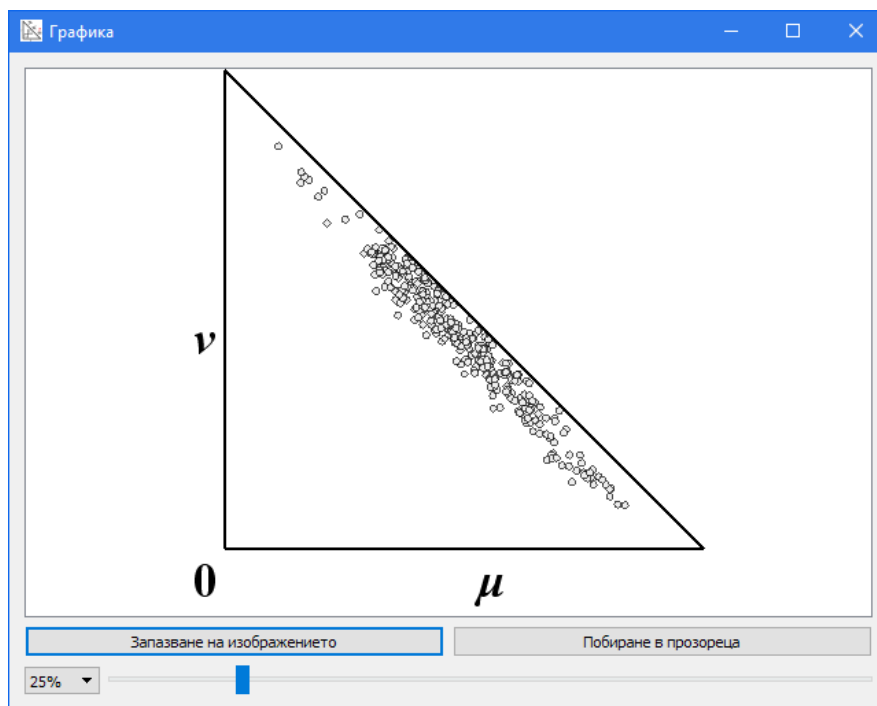 Графика
ν
0
μ
Запазване на изображението
Побиране в прозореца
25%